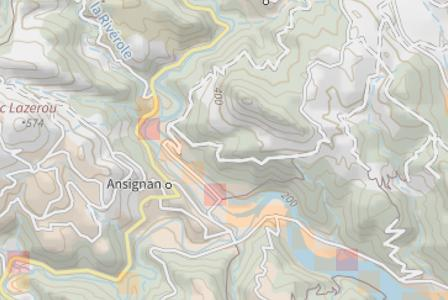 la Rivérole
400
c Lazerou
•574
Ansignan
200